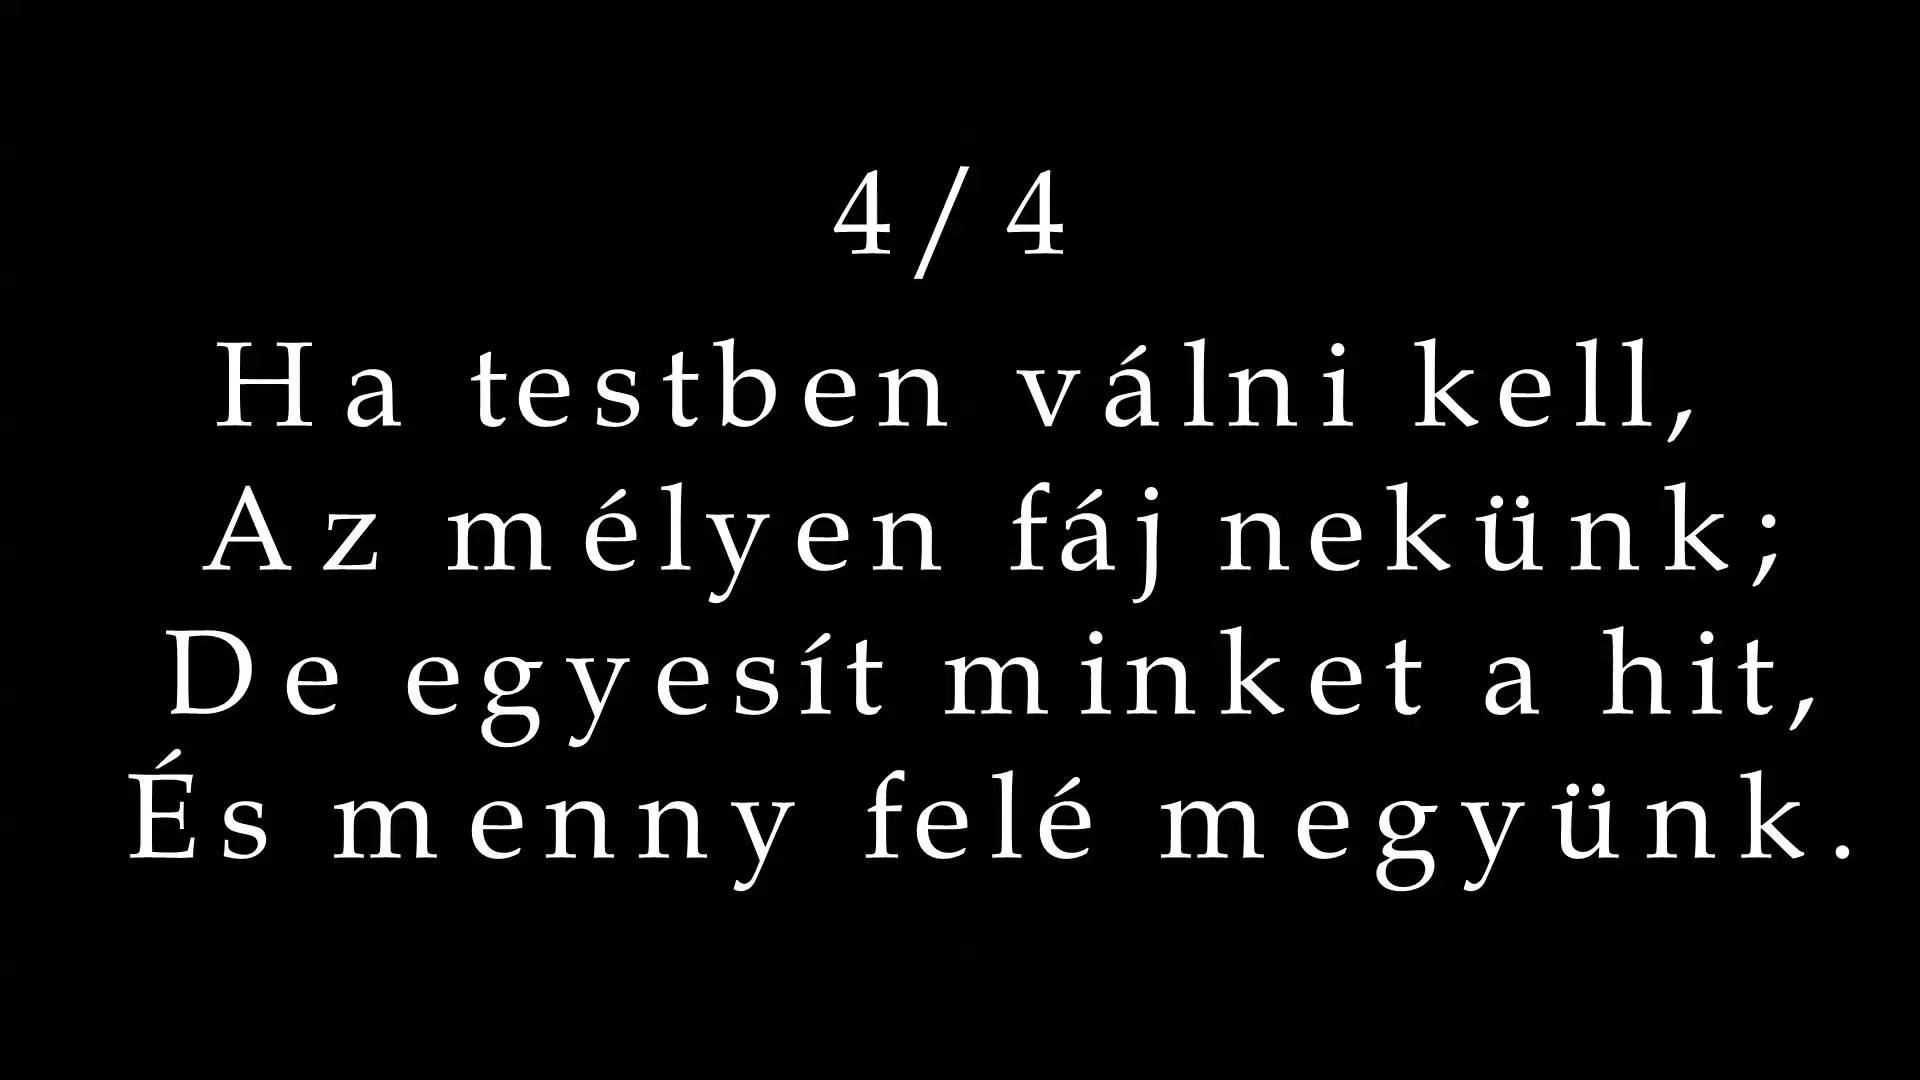 4/4
Ha testben válni kell,
Az mélyen fáj nekünk;
De egyesít minket a hit,
És menny felé megyünk.